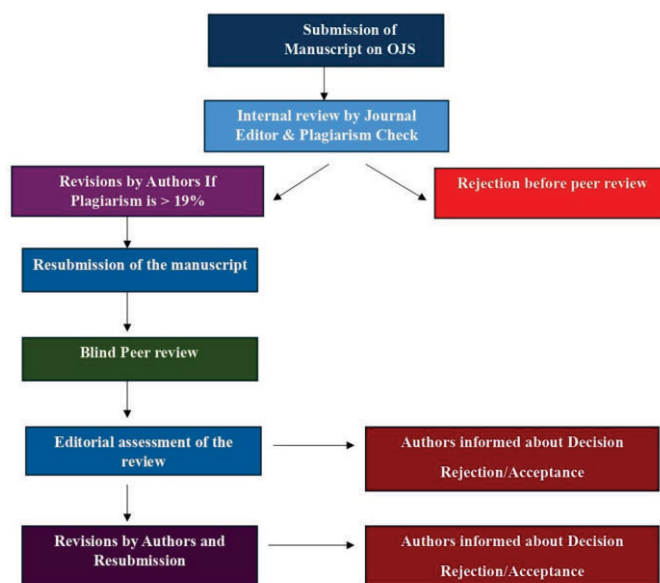 Submission of
Manuscript on OJS
Internal review by Journal
Editor & Plagiarism Check
Revisions by Authors If
Plagiarism is > 19%
Rejection before peer review
Resubmission of the manuscript
Blind Peer review
Editorial assessment of the
review
Authors informed about Decision
Rejection/Acceptance
Revisions by Authors and
Resubmission
Authors informed about Decision
Rejection/Acceptance